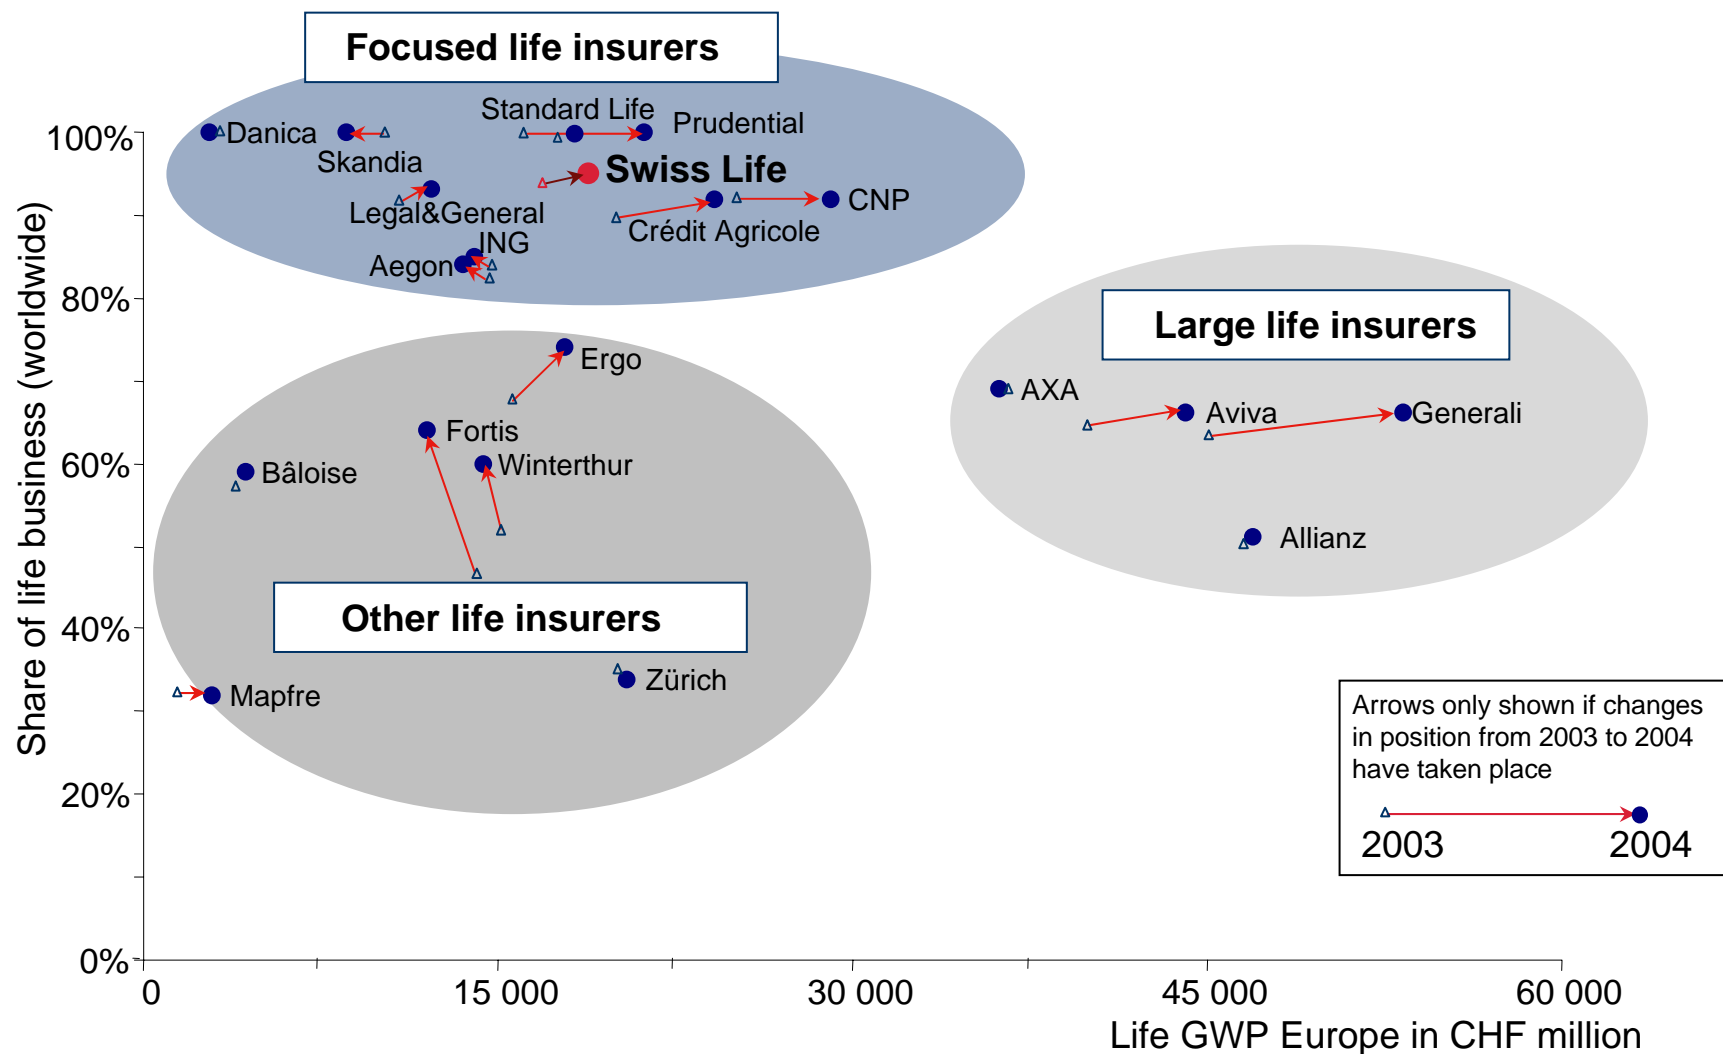 Focused life insurers
Standard Life
100%
Danica
Prudential
Skandia
Swiss Life
Legal&General
CNP
Crédit Agricole
ING
Aegon
80%
Large life insurers
Ergo
AXA
Aviva
Generali
Fortis
60%
Bâloise
Winterthur
Allianz
Other life insurers
40%
Zürich
Mapfre
Share of life business (worldwide)
Arrows only shown if changes
in position from 2003 to 2004
have taken place
2003
2004
20%
0%
0
15 000
30 000
45 000
60 000
Life GWP Europe in CHF million